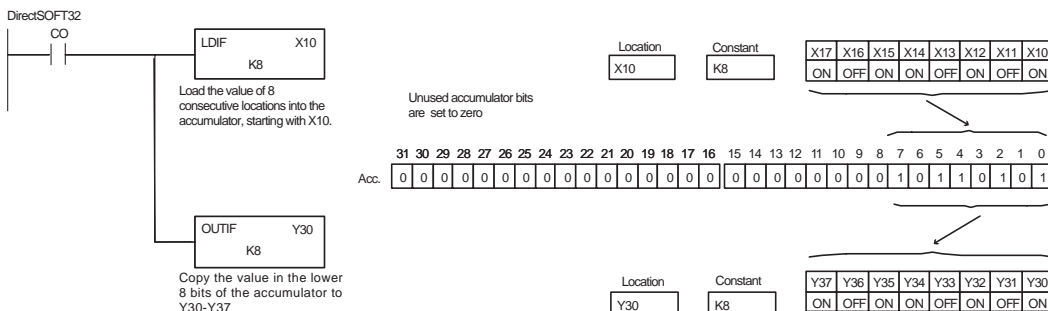 DirectSOFT32
CO
LDIF X10
K8
Load the value of 8
consecutive locations into the
accumulator, starting with X10.
Location Constant
X10 K8
X17 X16 X15 X14 X13 X12 X11 X10
ON OFF ON ON OFF ON OFF ON
Unused accumulator bits
are set to zero
31 30 29 28 27 26 25 24 23 22 21 20 19 18 17 16 15 14 13 12 11 10 9 8 7 6 5 4 3 2 1 0
Acc. 0 0 0 0 0 0 0 0 0 0 0 0 0 0 0 0 0 0 0 0 0 0 0 0 1 0 1 1 0 1 0 1
OUTIF Y30
K8
Copy the value in the lower
8 bits of the accumulator to
Y30-Y37
Location Constant
Y30 K8
Y37 Y36 Y35 Y34 Y33 Y32 Y31 Y30
ON OFF ON ON OFF ON OFF ON